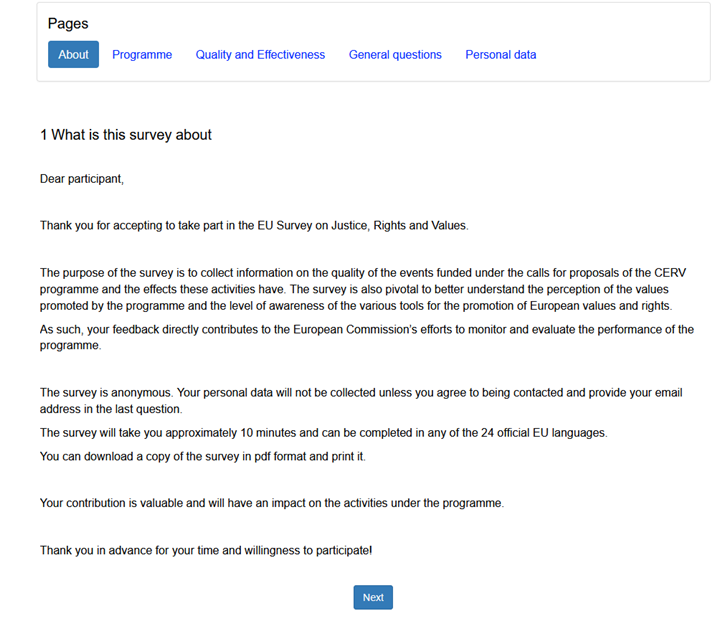 Pages
About Programme Quality and Effectiveness General questions Personal data
1 What is this survey about
Dear participant,
Thank you for accepting to take part in the EU Survey on Justice, Rights and Values.
The purpose of the survey is to collect information on the quality of the events funded under the calls for proposals of the CERV
programme and the effects these activities have. The survey is also pivotal to better understand the perception of the values
promoted by the programme and the level of awareness of the various tools for the promotion of European values and rights.
As such, your feedback directly contributes to the European Commission's efforts to monitor and evaluate the performance of the
programme.
The survey is anonymous. Your personal data will not be collected unless you agree to being contacted and provide your email
address in the last question.
The survey will take you approximately 10 minutes and can be completed in any of the 24 official EU languages.
You can download a copy of the survey in pdf format and print it.
Your contribution is valuable and will have an impact on the activities under the programme.
Thank you in advance for your time and willingness to participate!
Next